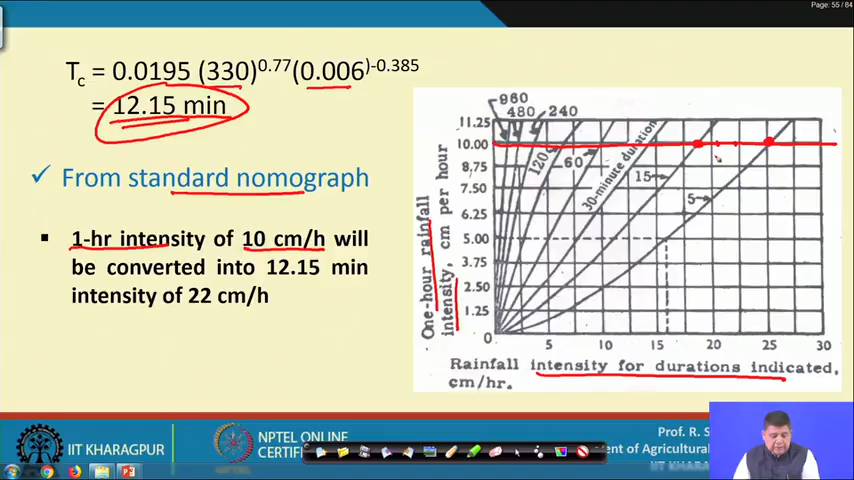 Page: 55 / 84
Tc = 0.0195 (330)0.77(0.006)-0.385
= 12.15 min
✓ From standard nomograph
▪ 1-hr intensity of 10 cm/h will
be converted into 12.15 min
intensity of 22 cm/h
960
480 240
120
60
30-minute duration
15
5
11.25
10.00
8,75
7.50
6.25
5.00
3.75
2.50
1.25
0
One-hour rainfall
intensity, cm per hour
5 10 15 20 25 30
Rainfall intensity for durations indicated,
cm/hr.
IIT KHARAGPUR
NPTEL ONLINE
CERTIFIC
Prof. R. S
ent of Agricultural
IIT KHARAG